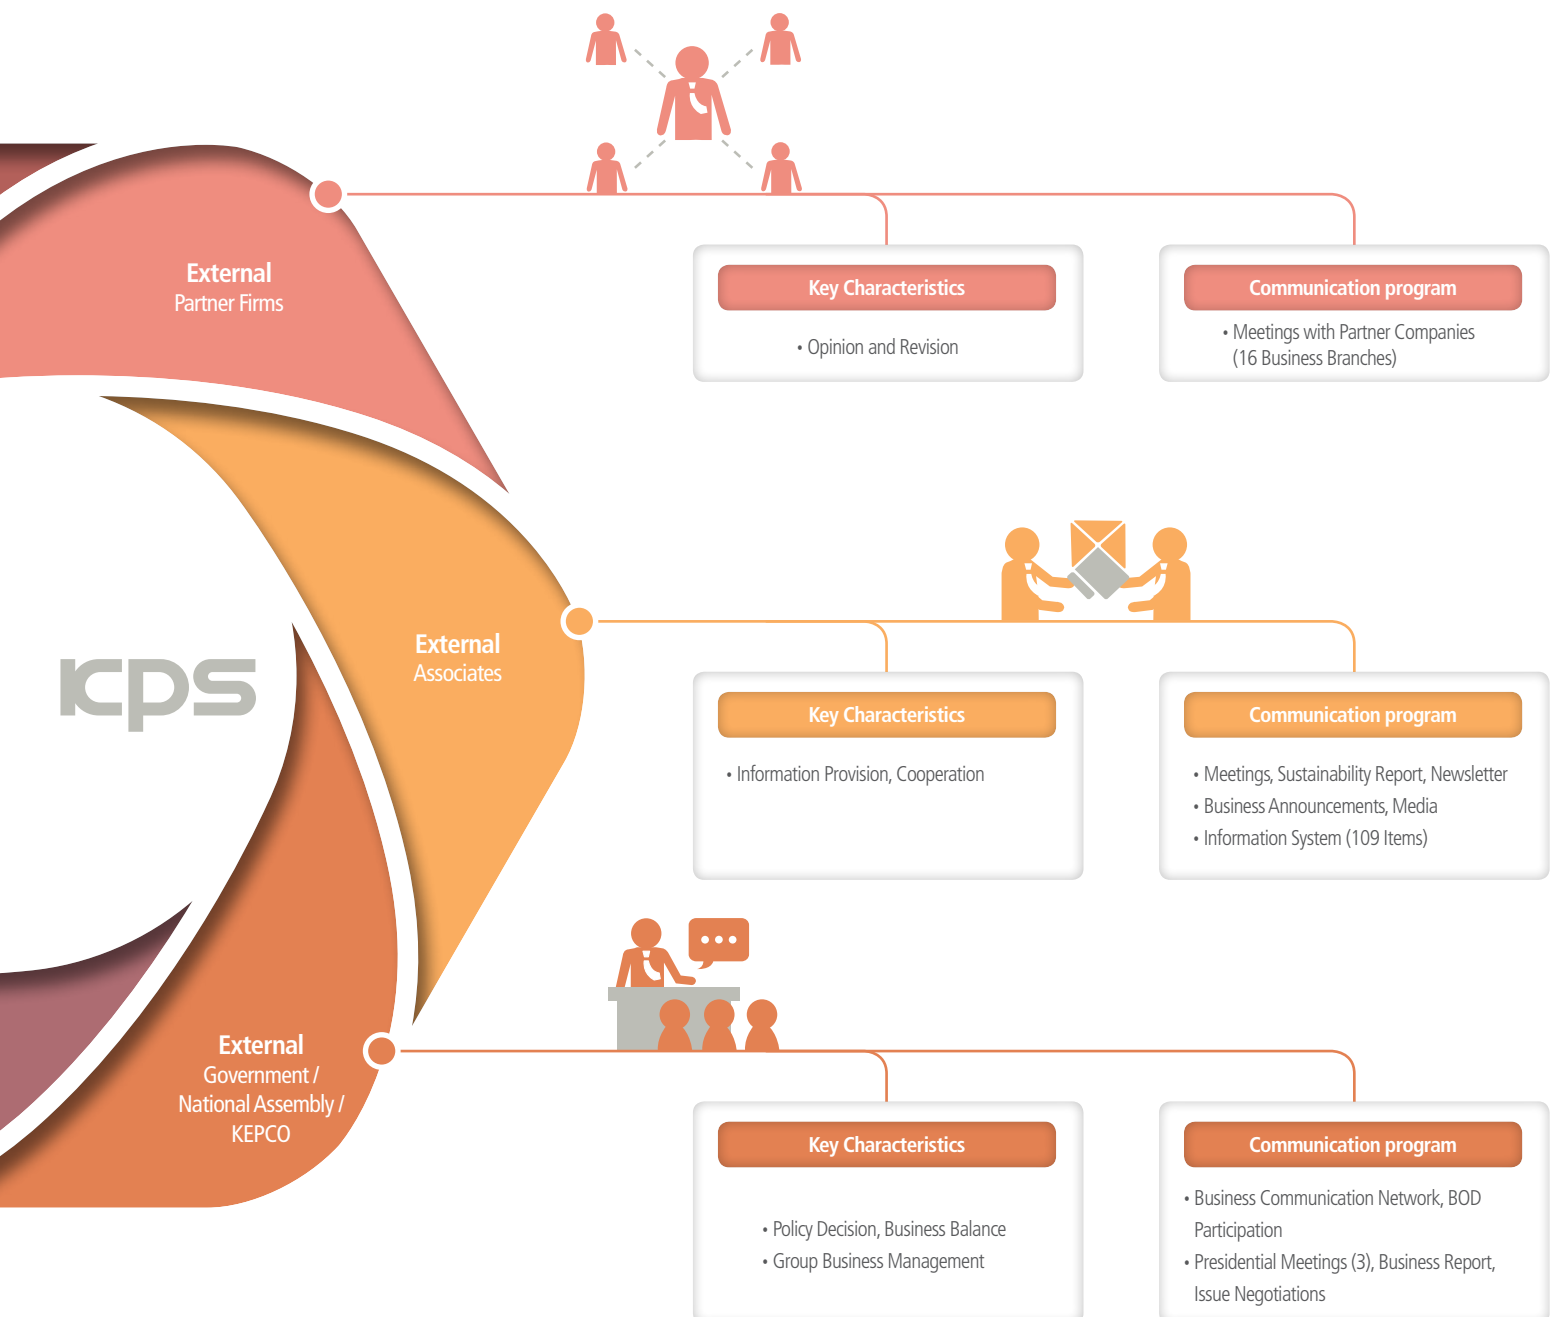 External
Partner Firms
Key Characteristics
• Opinion and Revision
Communication program
• Meetings with Partner Companies
(16 Business Branches)
kps
External
Associates
Key Characteristics
• Information Provision, Cooperation
Communication program
• Meetings, Sustainability Report, Newsletter
• Business Announcements, Media
• Information System (109 Items)
External
Government /
National Assembly /
KEPCO
Key Characteristics
• Policy Decision, Business Balance
• Group Business Management
Communication program
• Business Communication Network, BOD
Participation
• Presidential Meetings (3), Business Report,
Issue Negotiations